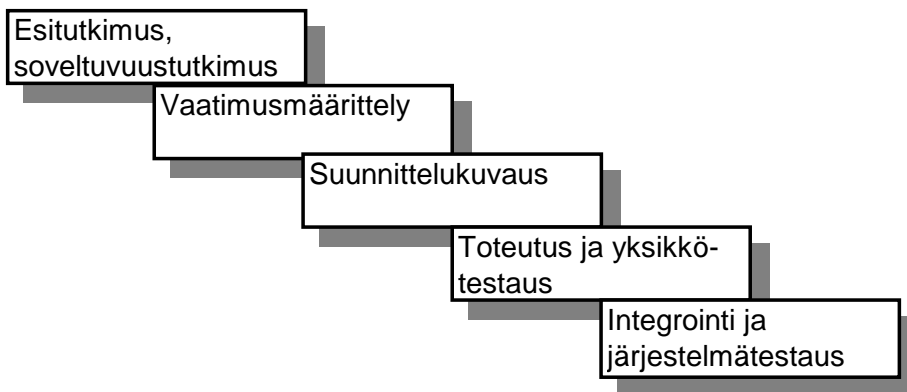 Esitutkimus,
soveltuvuustutkimus
Vaatimusmäärittely
Suunnittelukuvaus
Toteutus ja yksikkö-
testaus
Integrointi ja
järjestelmätestaus